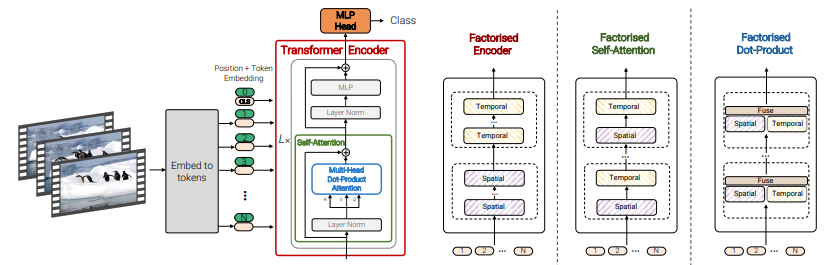 MLP
Head
Class
Transformer Encoder
Position + Token
Embedding
0
CLS
1
2
3
N
Embed to
tokens
L×
MLP
Layer Norm
Self-Attention
Multi-Head
Dot-Product
Attention
K V Q
Layer Norm
Factorised
Encoder
Temporal
...
Temporal
Spatial
...
Spatial
1 2 ... N
Factorised
Self-Attention
Temporal
Spatial
...
Temporal
Spatial
1 2 ... N
Factorised
Dot-Product
Fuse
Spatial Temporal
...
Fuse
Spatial Temporal
1 2 ... N